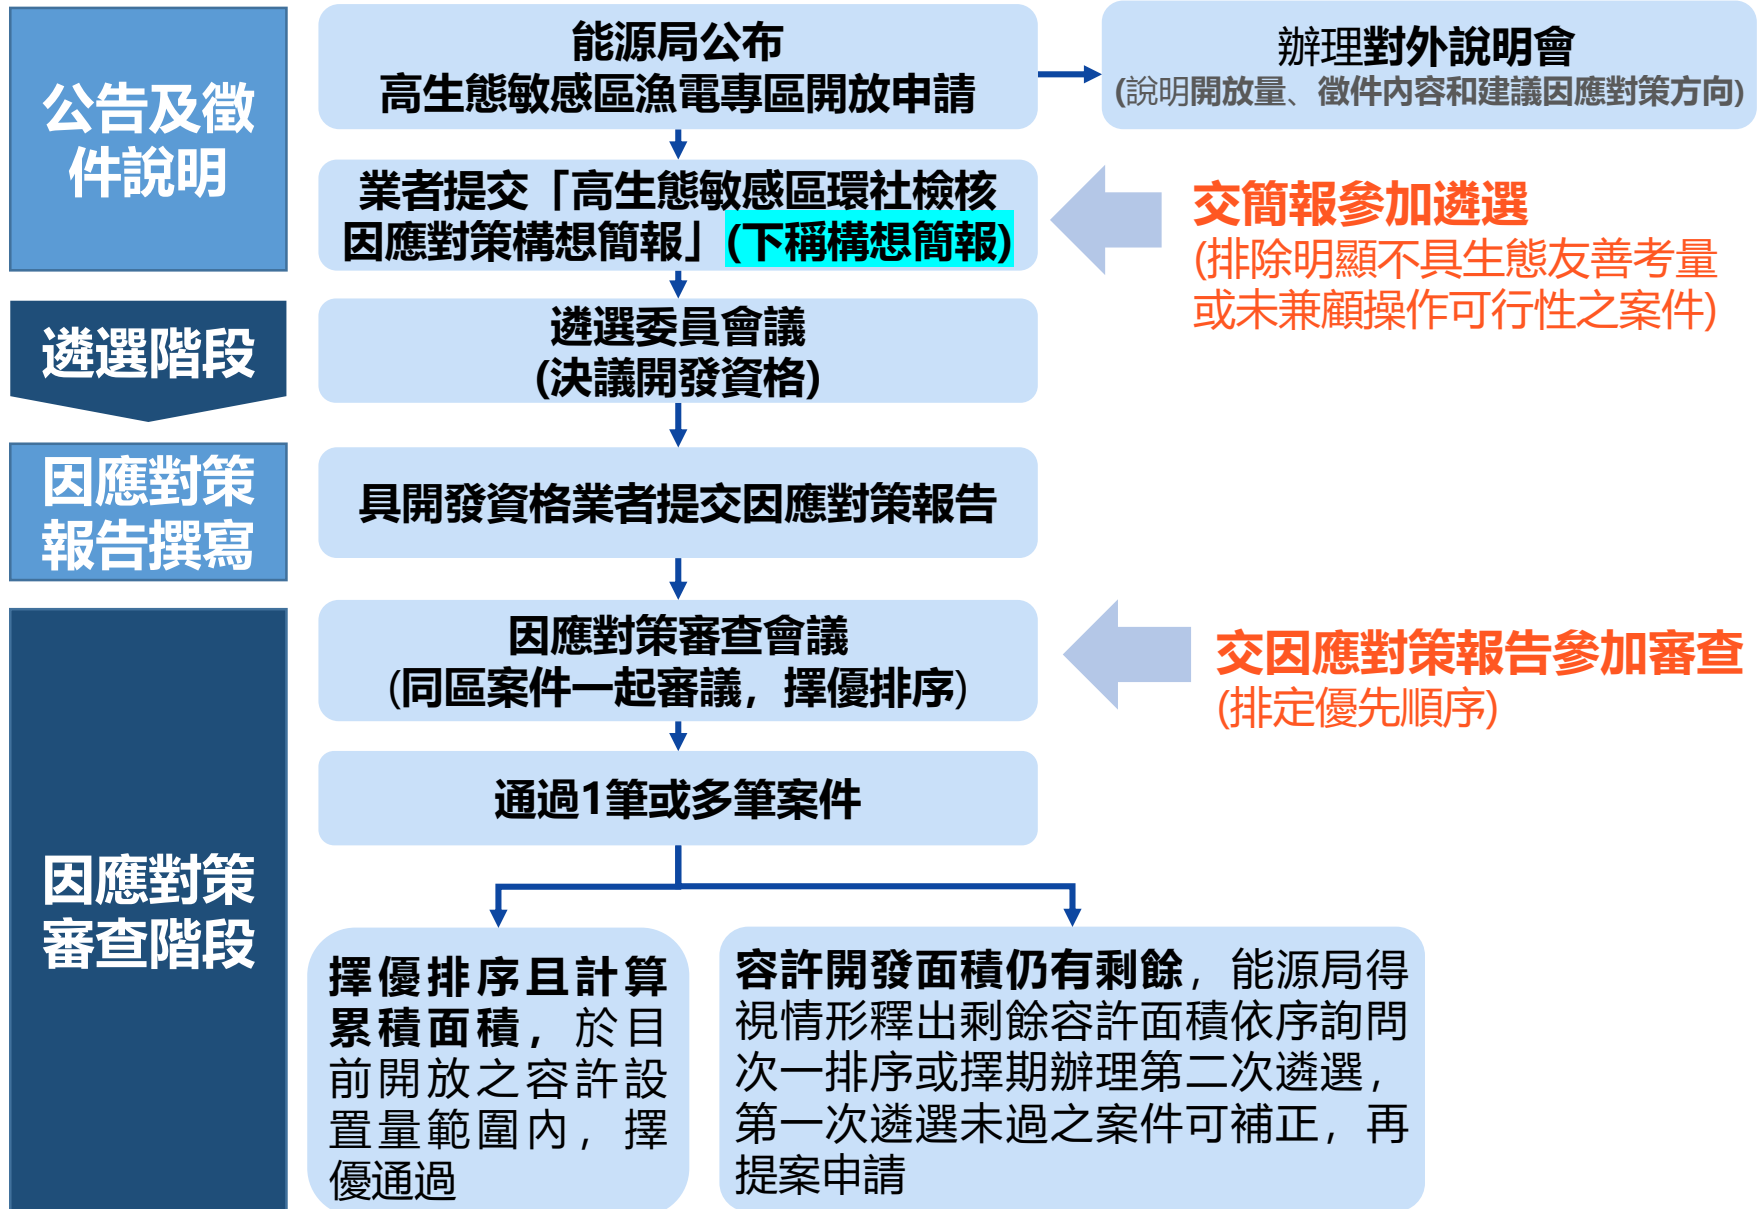 公告及徵
件說明
能源局公布
高生態敏感區漁電專區開放申請
辦理對外說明會
(說明開放量、徵件內容和建議因應對策方向)
業者提交「高生態敏感區環社檢核
因應對策構想簡報」(下稱構想簡報)
交簡報參加遴選
(排除明顯不具生態友善考量
或未兼顧操作可行性之案件)
遴選階段
遴選委員會議
(決議開發資格)
因應對策
報告撰寫
具開發資格業者提交因應對策報告
因應對策
審查階段
因應對策審查會議
(同區案件一起審議，擇優排序)
交因應對策報告參加審查
(排定優先順序)
通過1筆或多筆案件
擇優排序且計算
累積面積，於目
前開放之容許設
置量範圍內，擇
優通過
容許開發面積仍有剩餘，能源局得
視情形釋出剩餘容許面積依序詢問
次一排序或擇期辦理第二次遴選，
第一次遴選未過之案件可補正，再
提案申請